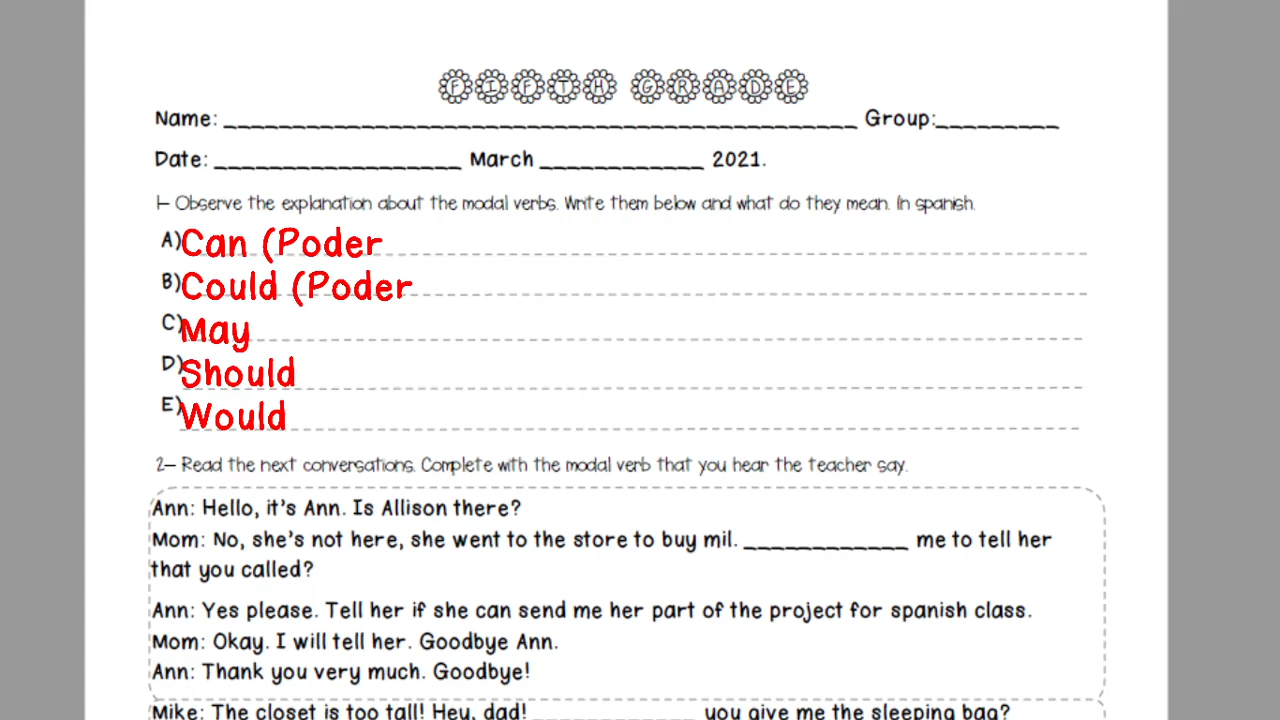 FIFTH GRADE
Name: ______________________________________________ Group:_________
Date: __________________ March ____________ 2021.
1- Observe the explanation about the modal verbs. Write them below and what do they mean. In spanish.
A)Can (Poder
B)Could (Poder
C)May
D)Should
E)Would
2- Read the next conversations. Complete with the modal verb that you hear the teacher say.
Ann: Hello, it's Ann. Is Allison there?
Mom: No, she's not here, she went to the store to buy mil. ____________ me to tell her
that you called?
Ann: Yes please. Tell her if she can send me her part of the project for spanish class.
Mom: Okay. I will tell her. Goodbye Ann.
Ann: Thank you very much. Goodbye!
Mike: The closet is too tall! Hey, dad! ____________ you give me the sleeping bag?